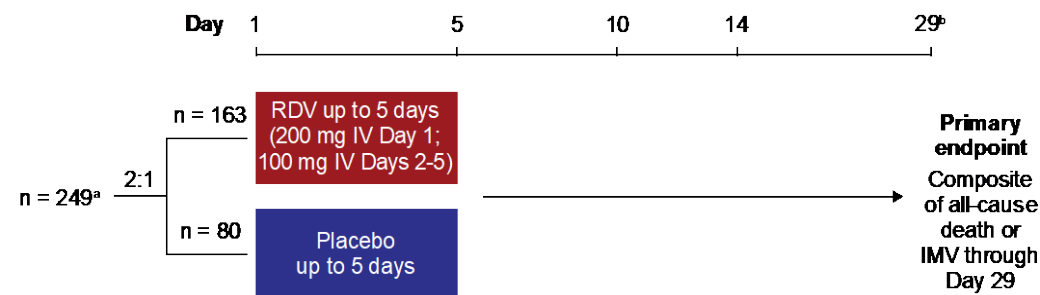 Day 1 5 10 14 29ᵇ
n = 163
RDV up to 5 days
(200 mg IV Day 1;
100 mg IV Days 2-5)
n = 249ᵃ
2:1
n = 80
Placebo
up to 5 days
Primary
endpoint
Composite
of all-cause
death or
IMV through
Day 29